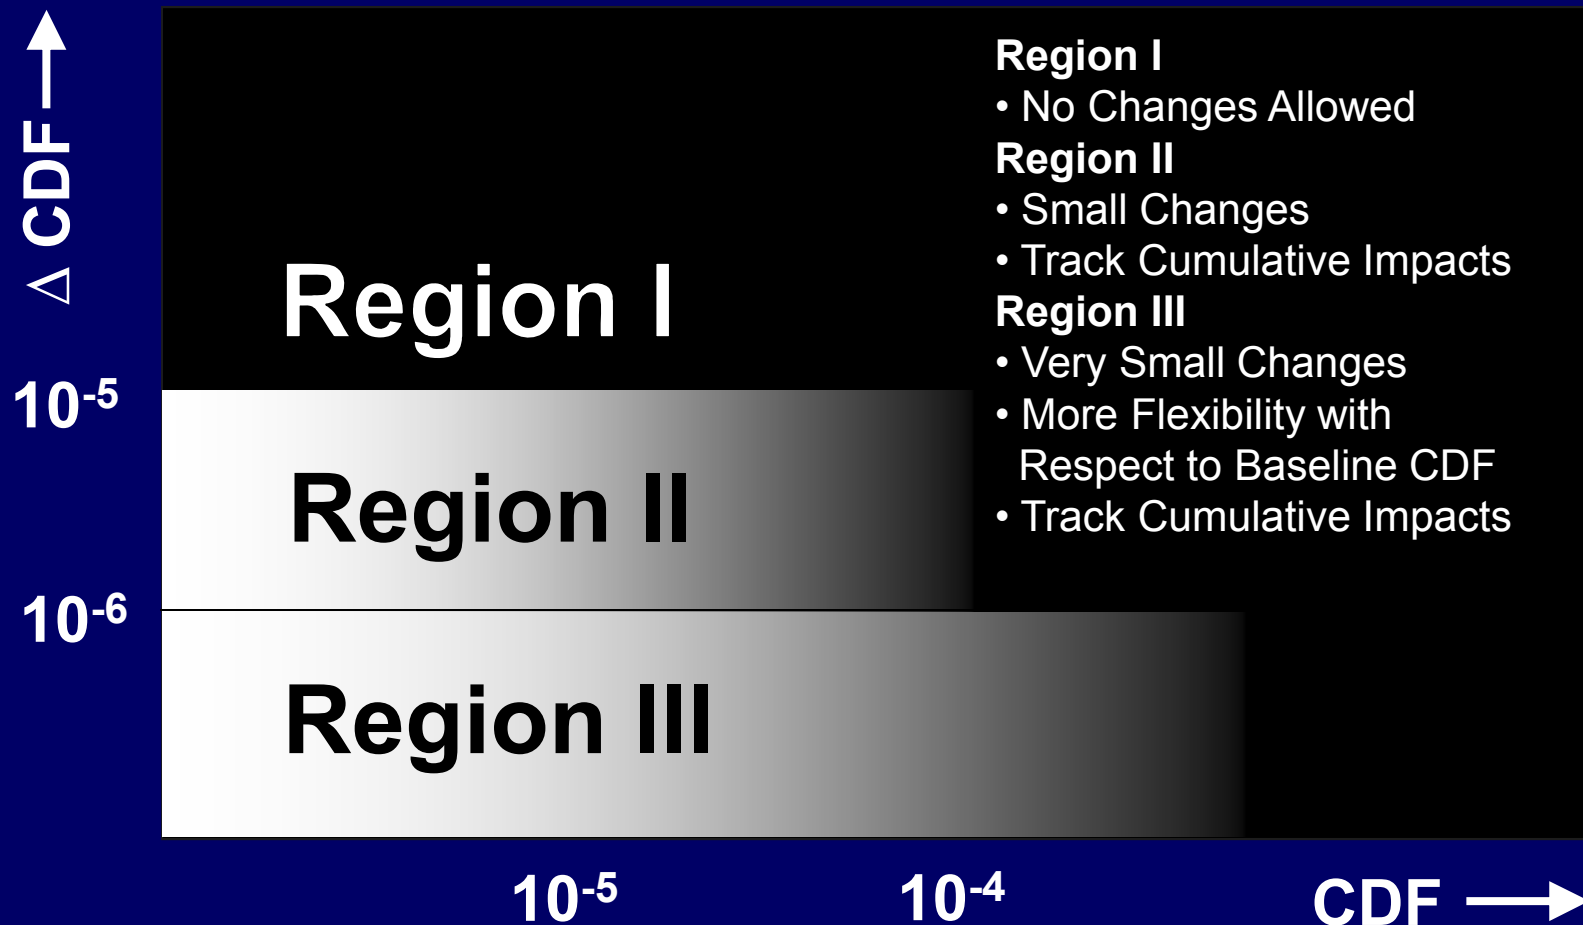 Δ CDF
Region I
• No Changes Allowed
Region II
• Small Changes
• Track Cumulative Impacts
Region III
• Very Small Changes
• More Flexibility with
Respect to Baseline CDF
• Track Cumulative Impacts
Region I
10⁻⁵
Region II
10⁻⁶
Region III
10⁻⁵ 10⁻⁴ CDF